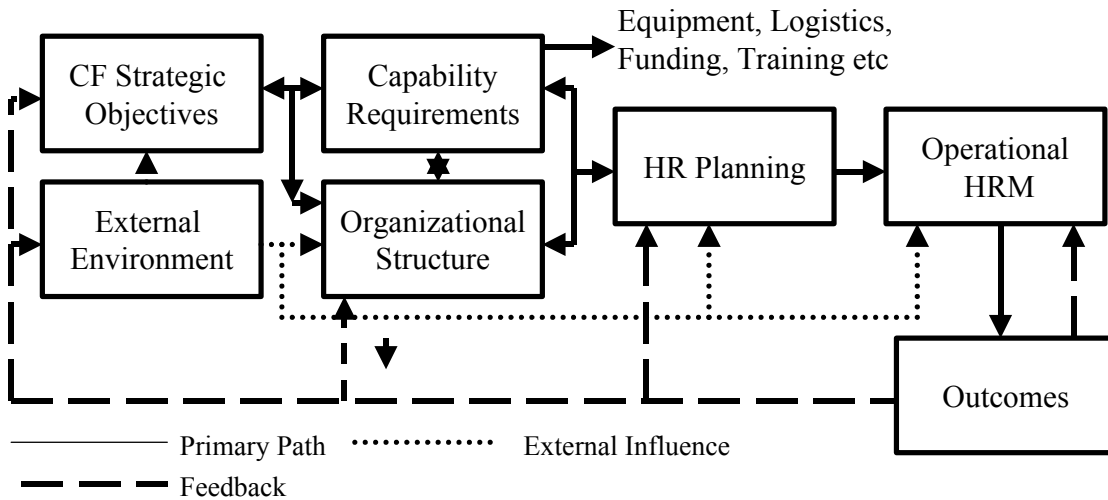 Equipment, Logistics,
Funding, Training etc
CF Strategic
Objectives
Capability
Requirements
HR Planning
Operational
HRM
External
Environment
Organizational
Structure
Outcomes
Primary Path
External Influence
Feedback